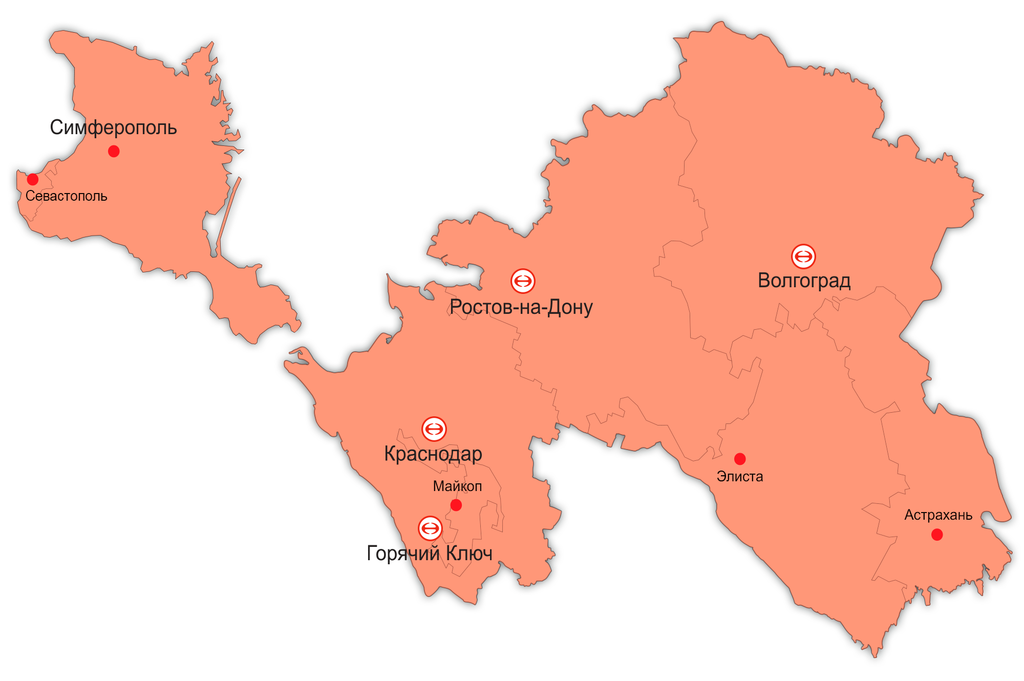 Симферополь
Севастополь
Волгоград
Ростов-на-Дону
Краснодар
Майкоп
Элиста
Астрахань
Горячий Ключ